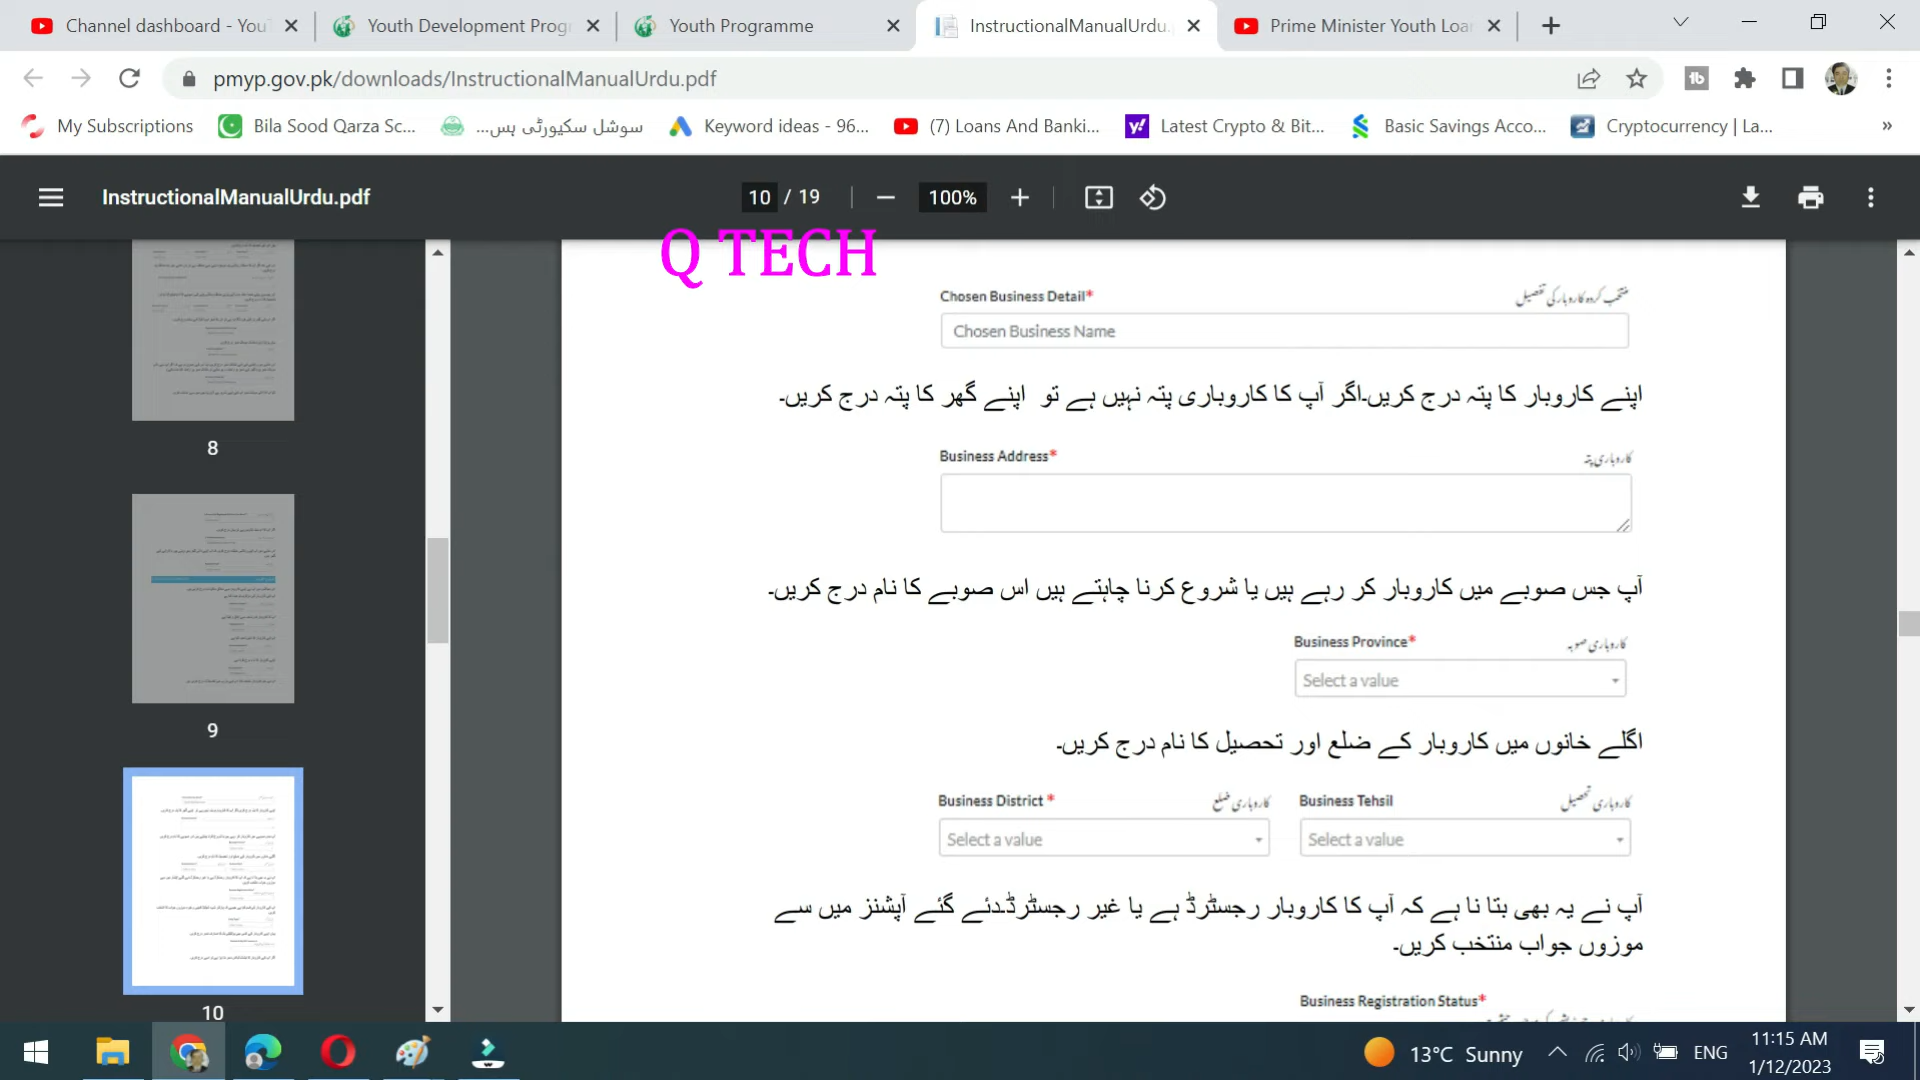 Channel dashboard - YouT
Youth Development Progr
Youth Programme
InstructionalManualUrdu.
Prime Minister Youth Loan
pmyp.gov.pk/downloads/InstructionalManualUrdu.pdf
My Subscriptions
Bila Sood Qarza Sc...
سوشل سکیورٹی ہس...
Keyword ideas - 96...
(7) Loans And Banki...
Latest Crypto & Bit...
Basic Savings Acco...
Cryptocurrency | La...
InstructionalManualUrdu.pdf
10 / 19
100%
Q TECH
Chosen Business Detail* منتخب کردہ کاروبار کی تفصیل
Chosen Business Name
اپنے کاروبار کا پتہ درج کریں۔اگر آپ کا کاروباری پتہ نہیں ہے تو اپنے گھر کا پتہ درج کریں۔
Business Address* کاروباری پتہ
آپ جس صوبے میں کاروبار کر رہے ہیں یا شروع کرنا چاہتے ہیں اس صوبے کا نام درج کریں۔
Business Province* کاروباری صوبہ
Select a value
اگلے خانوں میں کاروبار کے ضلع اور تحصیل کا نام درج کریں۔
Business District * کاروباری ضلع Business Tehsil کاروباری تحصیل
Select a value Select a value
آپ نے یہ بھی بتا نا ہے کہ آپ کا کاروبار رجسٹرڈ ہے یا غیر رجسٹرڈ۔دئے گئے آپشنز میں سے
موزوں جواب منتخب کریں۔
Business Registration Status*
8
9
10
13°C Sunny
ENG
11:15 AM
1/12/2023